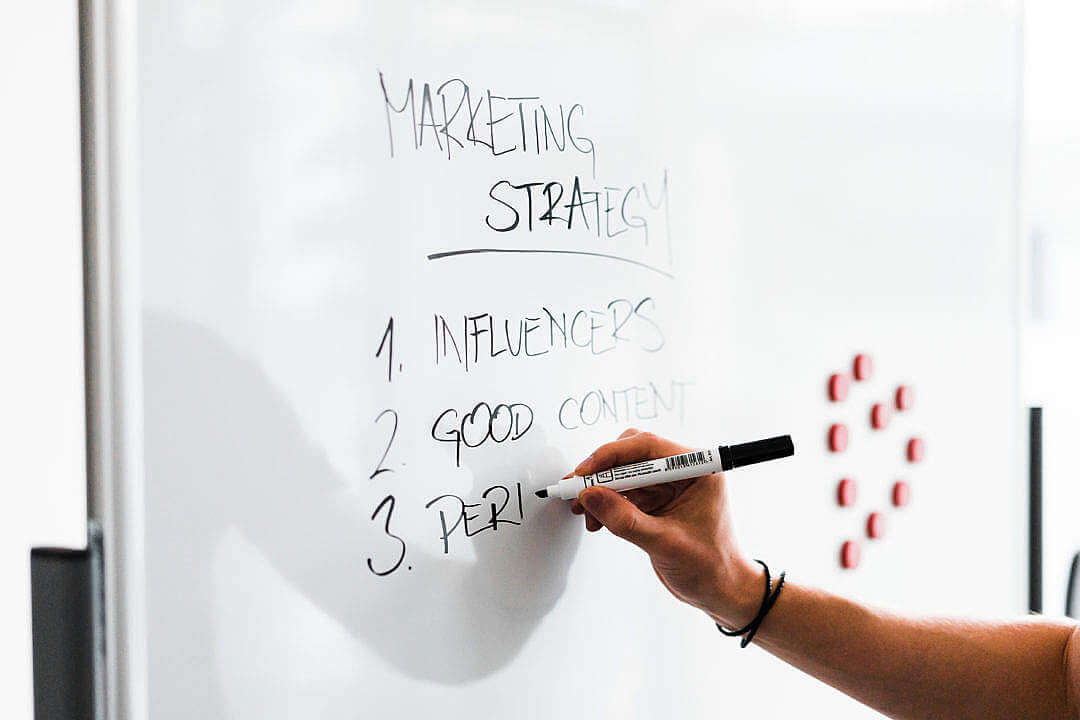 MARKETING
STRATEGY
1. INFLUENCERS
2. GOOD CONTENT
3. PERI